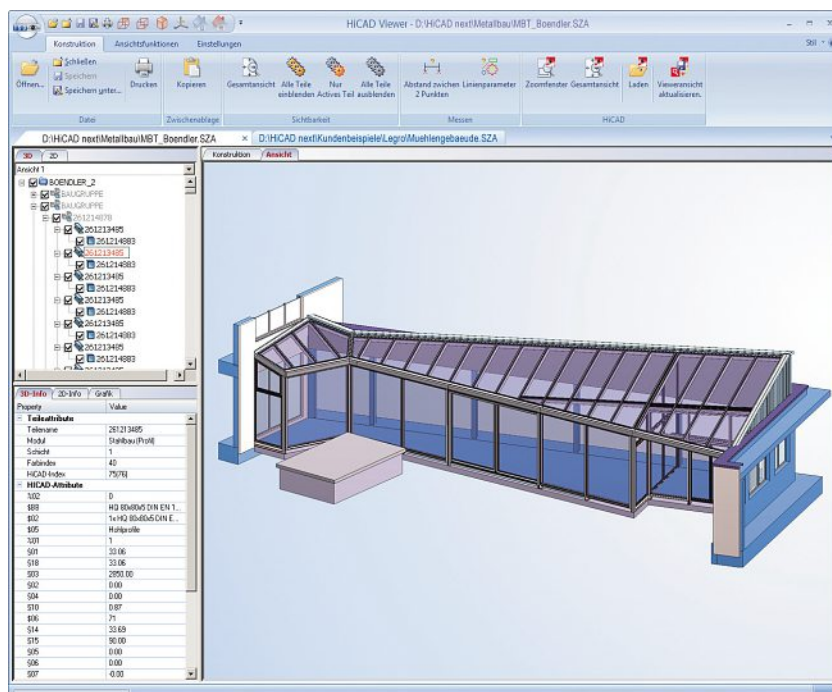 HiCAD Viewer - D:\HiCAD next\Metallbau\MBT_Boendler.SZA
Konstruktion Ansichtsfunktionen Einstellungen
Stil
Öffnen...
Schließen
Speichern
Speichern unter...
Drucken
Kopieren
Gesamtansicht
Alle Teile einblenden
Nur Actives Teil
Alle Teile ausblenden
Abstand zwichen 2 Punkten
Linienparameter
Zoomfenster
Gesamtansicht
Laden
Vieweransicht aktualisieren.
Datei Zwischenablage Sichtbarkeit Messen HiCAD
D:\HiCAD next\Metallbau\MBT_Boendler.SZA × D:\HiCAD next\Kundenbeispiele\Legro\Muehlengebaeude.SZA
3D 2D
Konstruktion Ansicht
Ansicht 1
BOENDLER_2
BAUGRUPPE
BAUGRUPPE
261214878
261213485
261214883
261213485
261214883
261213485
261214883
261213485
261214883
261213485
261214883
261213485
261214883
3D-Info 2D-Info Grafik
Property Value
Teileattribute
Teilename 261213485
Modul Stahlbau (Profil)
Schicht 1
Farbindex 40
HiCAD-Index 75(76)
HICAD-Attribute
%02 0
$88 HQ 80x80x5 DIN EN 1...
$02 1x HQ 80x80x5 DIN E...
$05 Hohlprofile
%01 1
§01 33.06
§18 33.06
§03 2850.00
§02 0.00
§04 0.00
§10 0.87
$06 71
§14 33.69
§15 90.00
§05 0.00
§06 0.00
§07 -0.00